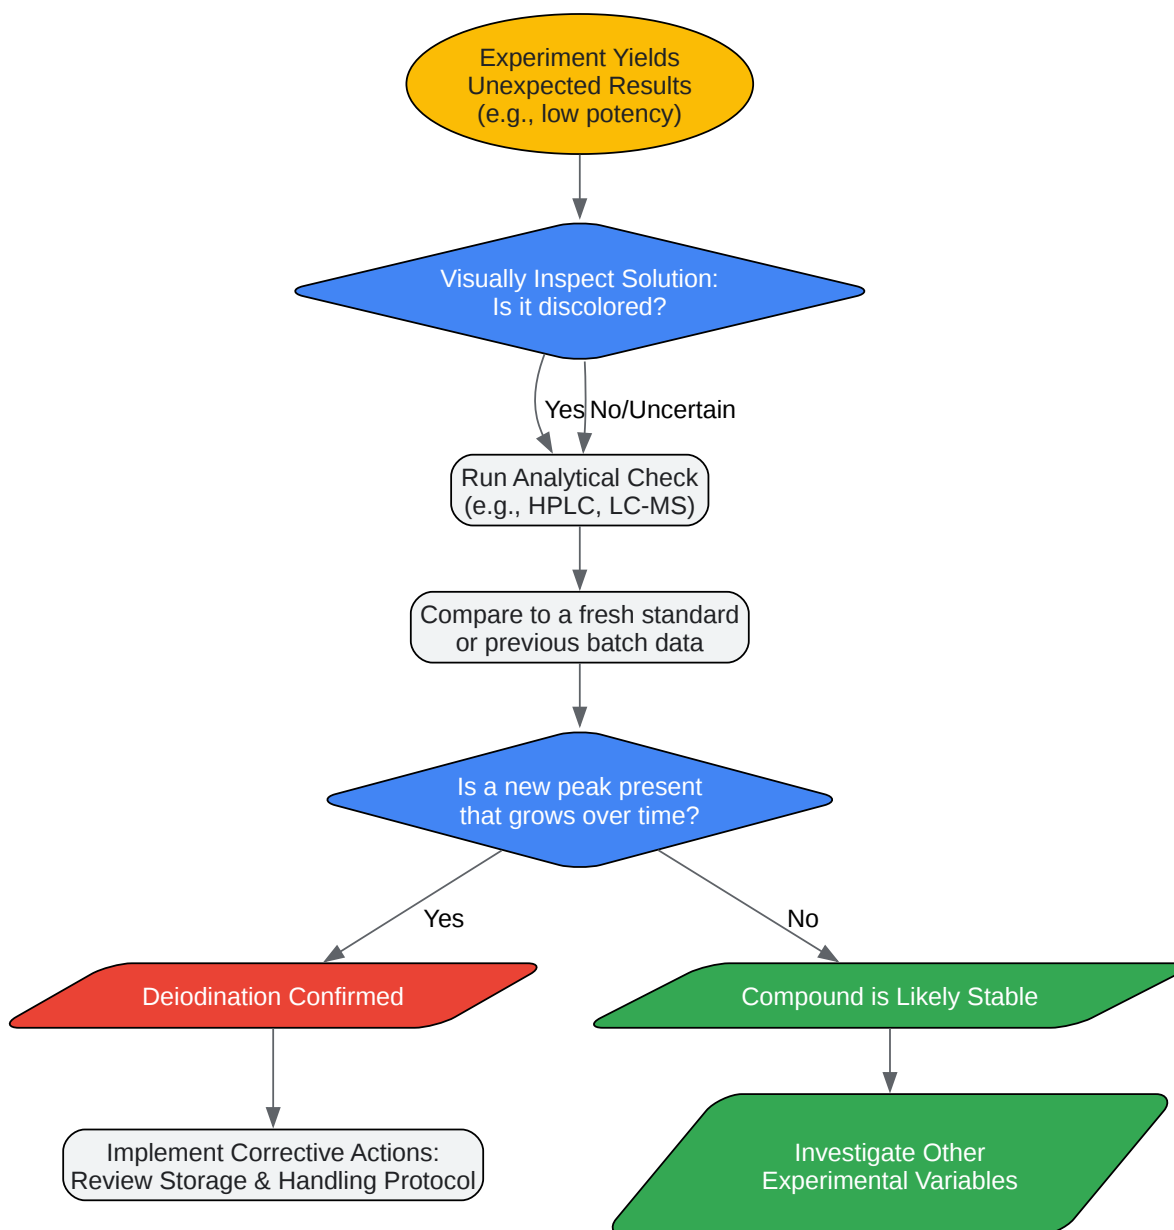 Experiment Yields
Unexpected Results
(e.g., low potency)
Visually Inspect Solution:
Is it discolored?
Yes
No/Uncertain
Run Analytical Check
(e.g., HPLC, LC-MS)
Compare to a fresh standard
or previous batch data
Is a new peak present
that grows over time?
Yes
No
Deiodination Confirmed
Compound is Likely Stable
Implement Corrective Actions:
Review Storage & Handling Protocol
Investigate Other
Experimental Variables